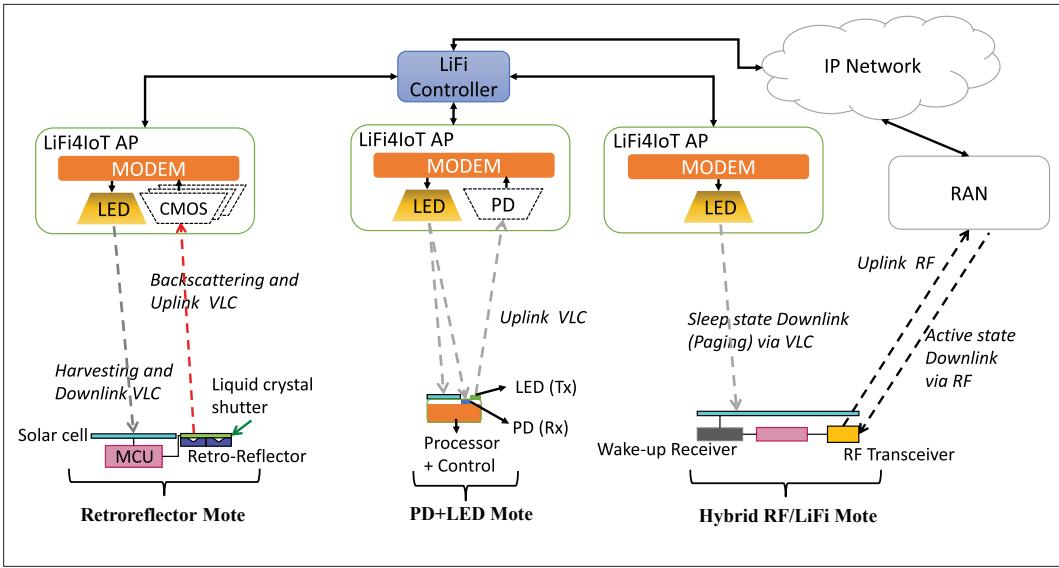 LiFi
Controller
IP Network
LiFi4IoT AP
MODEM
LED
CMOS
LiFi4IoT AP
MODEM
LED
PD
LiFi4IoT AP
MODEM
LED
RAN
Backscattering and
Uplink VLC
Harvesting and
Downlink VLC
Liquid crystal
shutter
Solar cell
MCU
Retro-Reflector
Retroreflector Mote
Uplink VLC
LED (Tx)
PD (Rx)
Processor
+ Control
PD+LED Mote
Sleep state Downlink
(Paging) via VLC
Uplink RF
Active state
Downlink
via RF
Wake-up Receiver
RF Transceiver
Hybrid RF/LiFi Mote